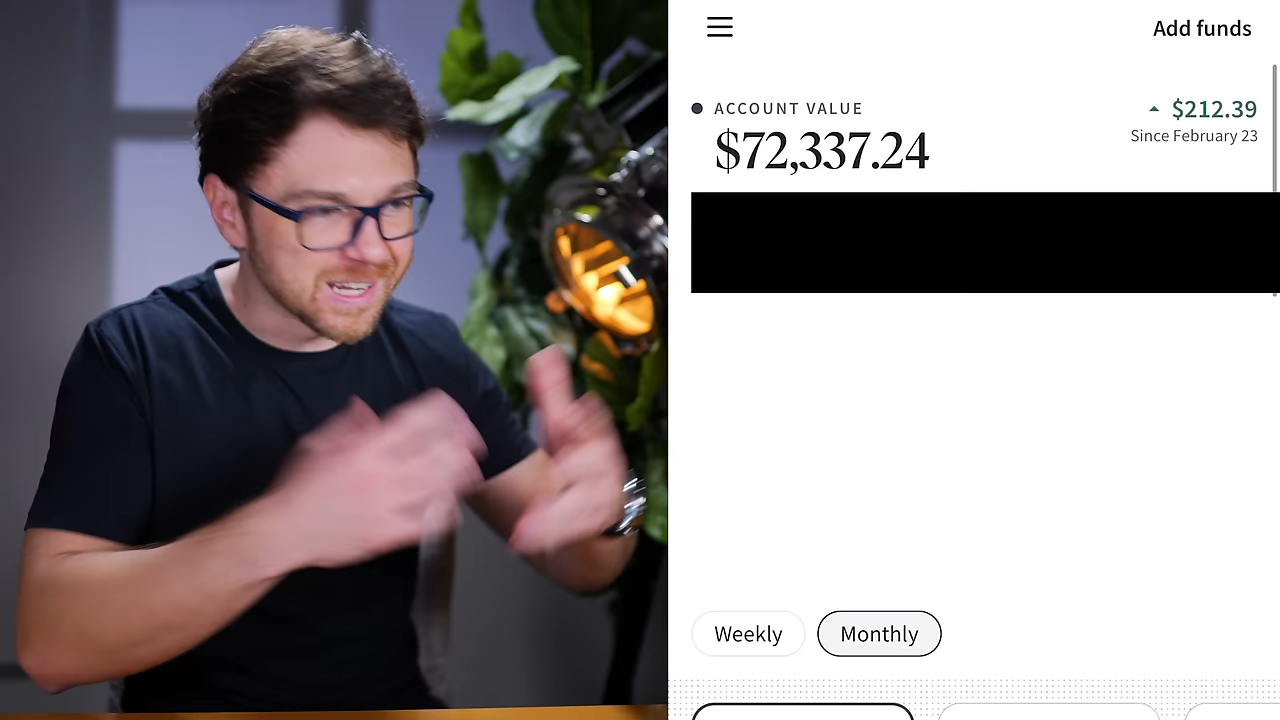 Add funds
ACCOUNT VALUE
$72,337.24
$212.39
Since February 23
Weekly
Monthly